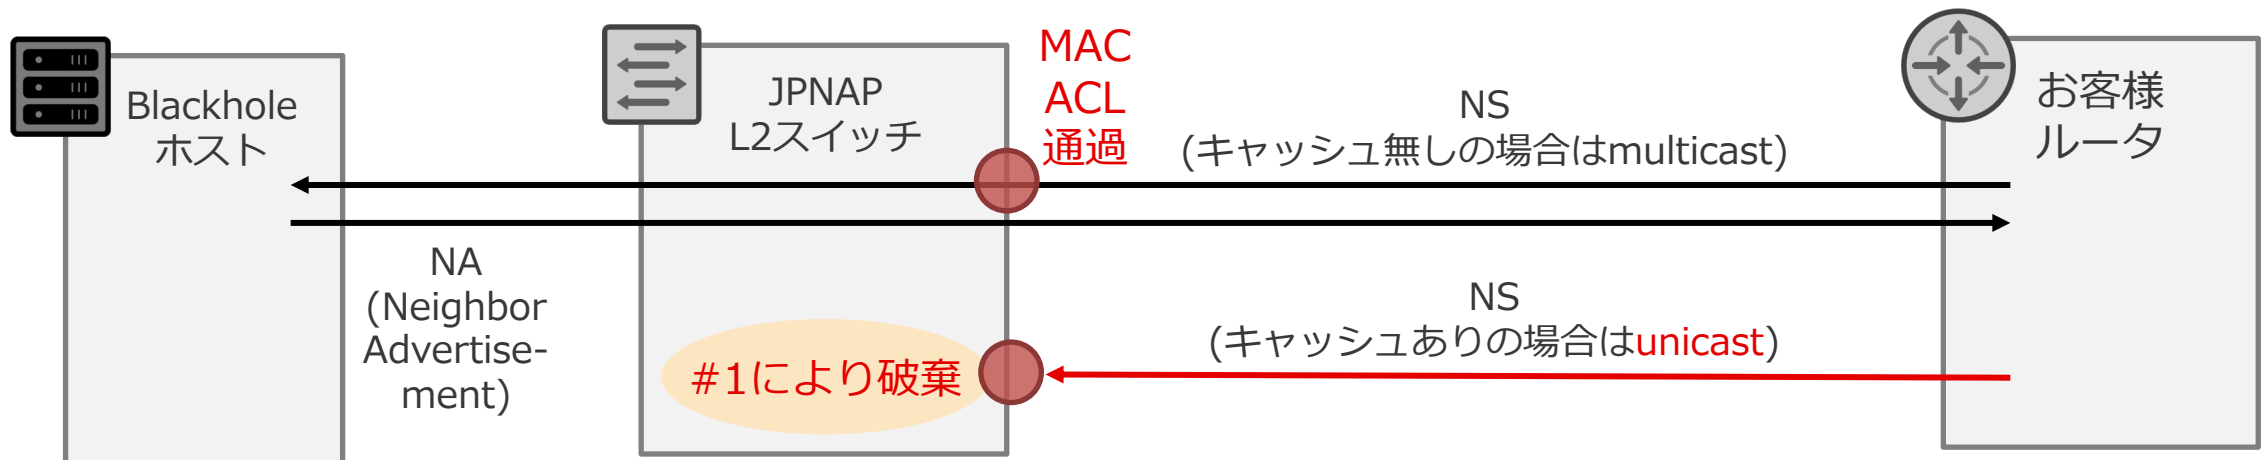 Blackhole
ホスト
JPNAP
L2スイッチ
MAC
ACL
通過
NS
(キャッシュ無しの場合はmulticast)
お客様
ルータ
NA
(Neighbor
Advertise-
ment)
NS
(キャッシュありの場合はunicast)
#1により破棄